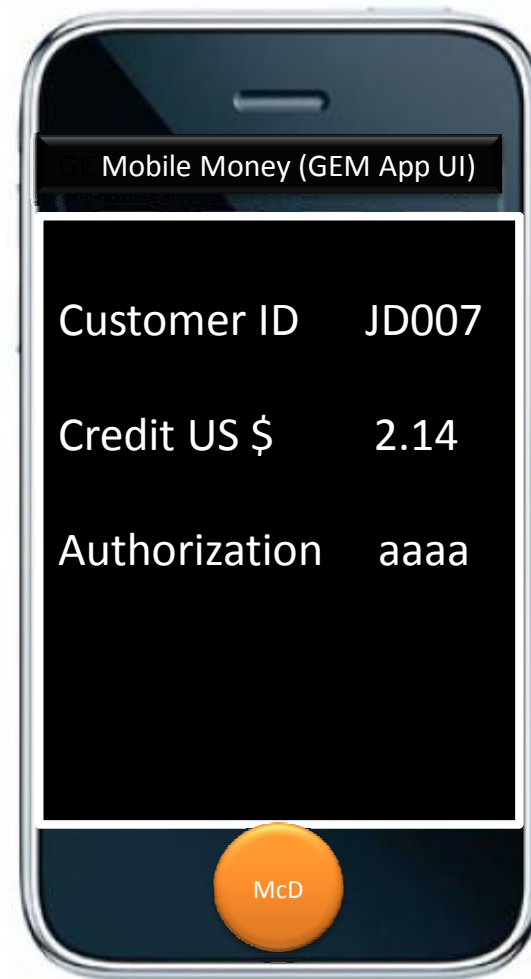 Mobile Money (GEM App UI)
Customer ID JD007
Credit US $ 2.14
Authorization aaaa
McD